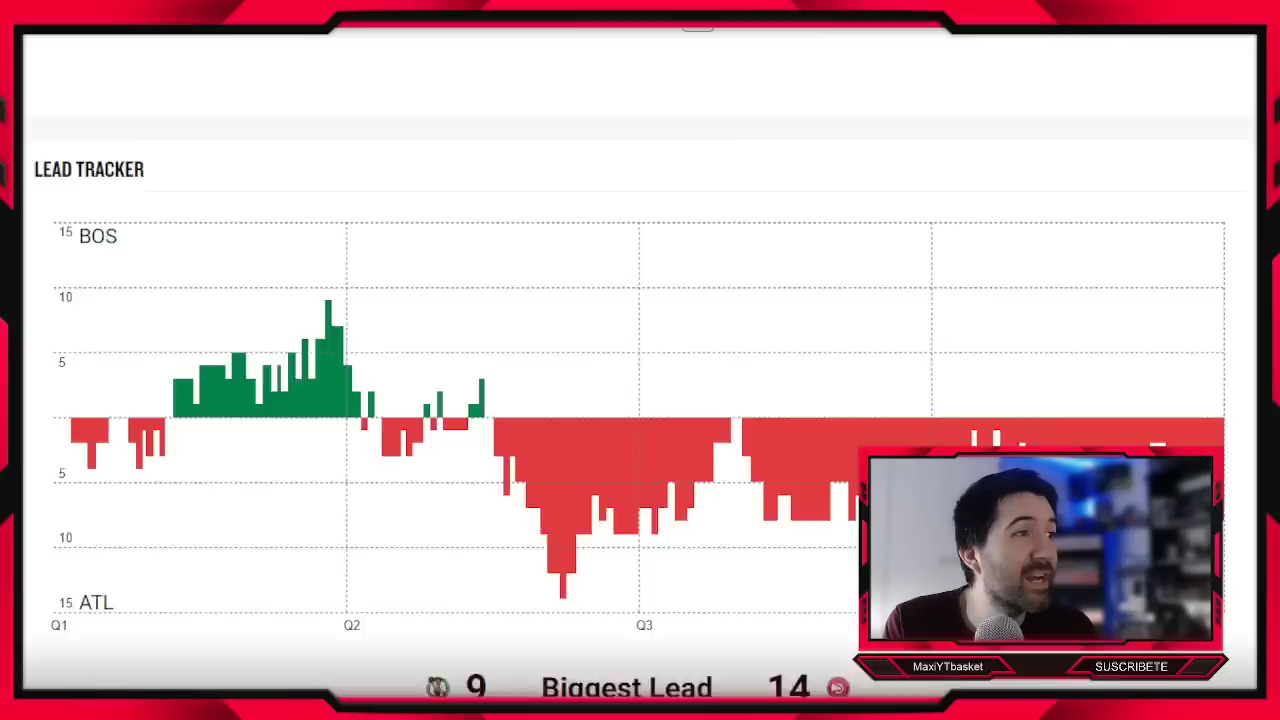 LEAD TRACKER
15 BOS
10
5
5
10
15 ATL
Q1 Q2 Q3
9 Biggest Lead 14
MaxiYTbasket SUSCRIBETE